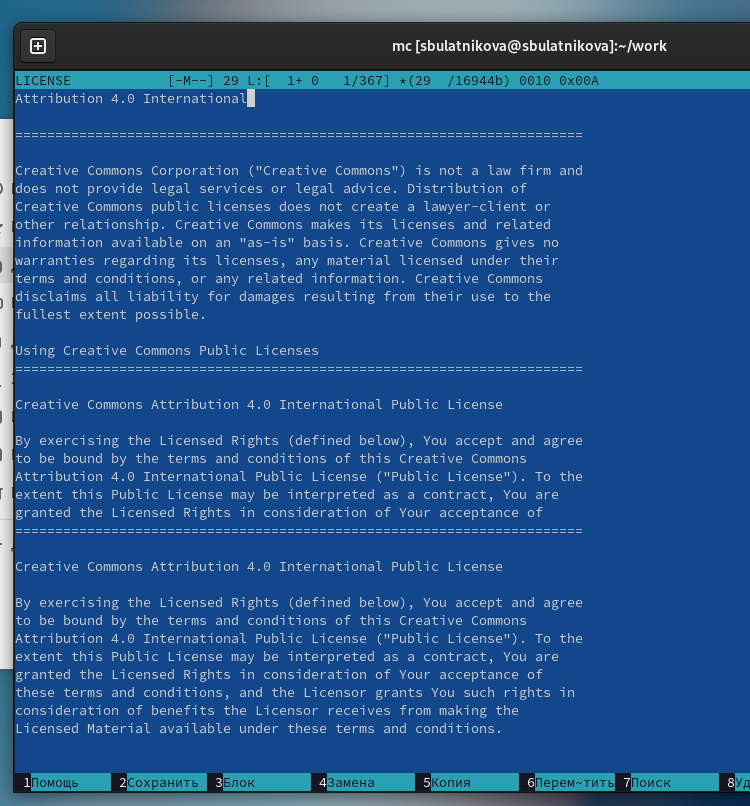 mc [sbulatnikova@sbulatnikova]:~/work
LICENSE [-M--] 29 L:[ 1+ 0 1/367] *(29 /16944b) 0010 0x00A
Attribution 4.0 International
=======================================================================
Creative Commons Corporation ("Creative Commons") is not a law firm and
does not provide legal services or legal advice. Distribution of
Creative Commons public licenses does not create a lawyer-client or
other relationship. Creative Commons makes its licenses and related
information available on an "as-is" basis. Creative Commons gives no
warranties regarding its licenses, any material licensed under their
terms and conditions, or any related information. Creative Commons
disclaims all liability for damages resulting from their use to the
fullest extent possible.
Using Creative Commons Public Licenses
=======================================================================
Creative Commons Attribution 4.0 International Public License
By exercising the Licensed Rights (defined below), You accept and agree
to be bound by the terms and conditions of this Creative Commons
Attribution 4.0 International Public License ("Public License"). To the
extent this Public License may be interpreted as a contract, You are
granted the Licensed Rights in consideration of Your acceptance of
=======================================================================
Creative Commons Attribution 4.0 International Public License
By exercising the Licensed Rights (defined below), You accept and agree
to be bound by the terms and conditions of this Creative Commons
Attribution 4.0 International Public License ("Public License"). To the
extent this Public License may be interpreted as a contract, You are
granted the Licensed Rights in consideration of Your acceptance of
these terms and conditions, and the Licensor grants You such rights in
consideration of benefits the Licensor receives from making the
Licensed Material available under these terms and conditions.
1Помощь 2Сохранить 3Блок 4Замена 5Копия 6Перем~тить 7Поиск 8Уд